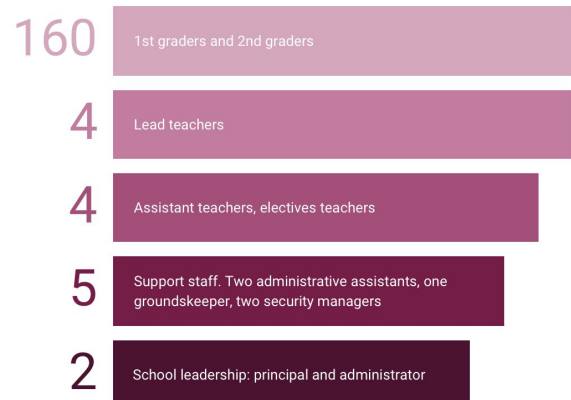 160
1st graders and 2nd graders
4
Lead teachers
4
Assistant teachers, electives teachers
5
Support staff. Two administrative assistants, one
groundskeeper, two security managers
2
School leadership: principal and administrator